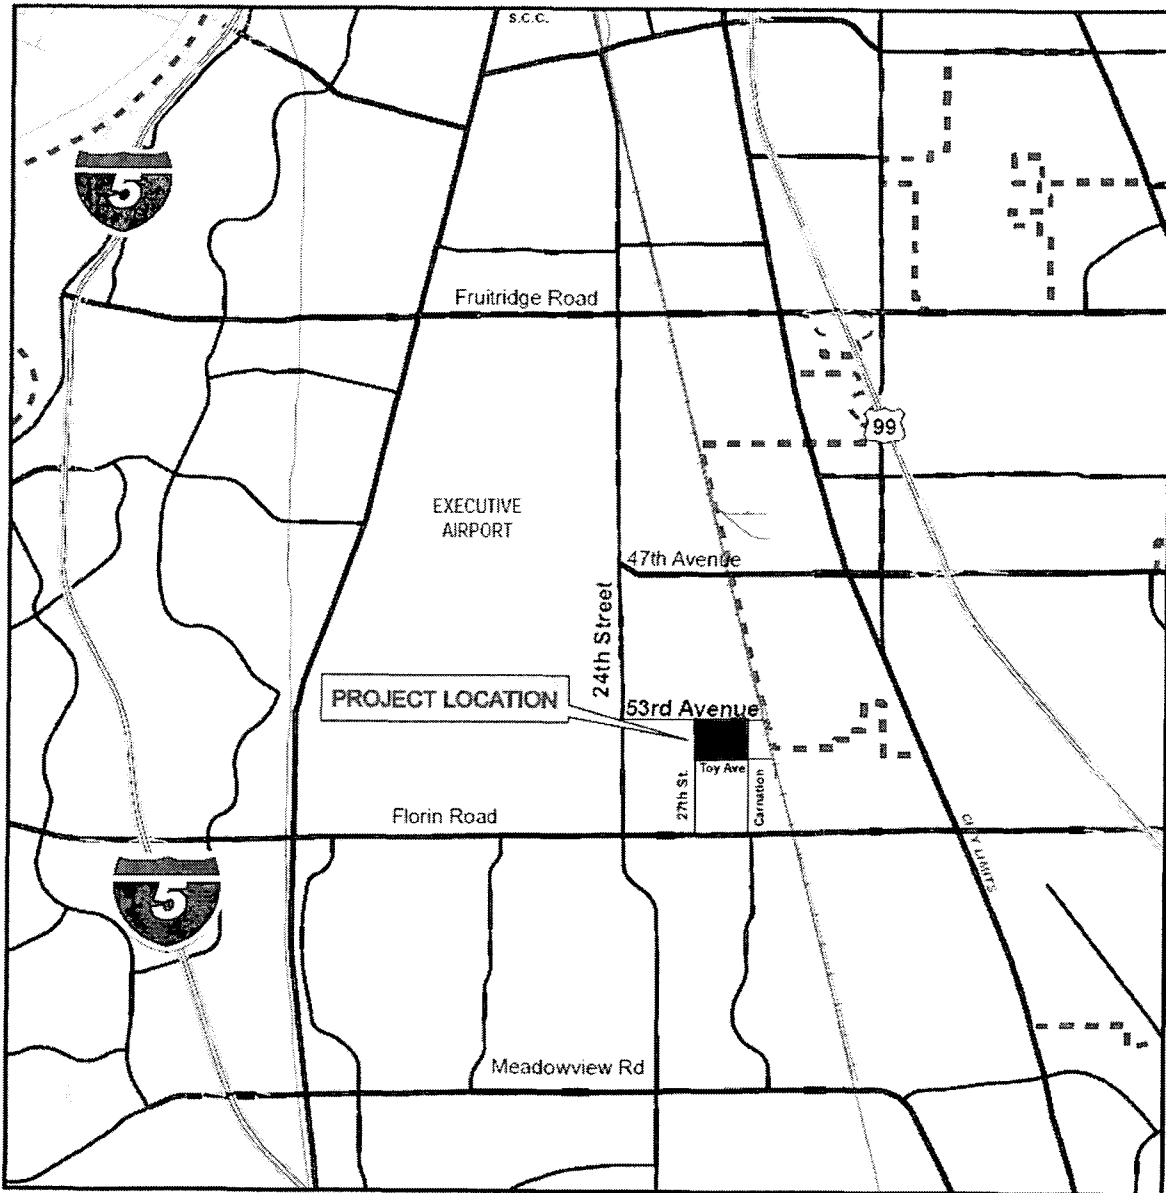 S.C.C.
5
Fruitridge Road
99
EXECUTIVE
AIRPORT
47th Avenue
24th Street
PROJECT LOCATION
53rd Avenue
Toy Ave
27th St.
Carnation
Florin Road
CITY LIMITS
5
Meadowview Rd